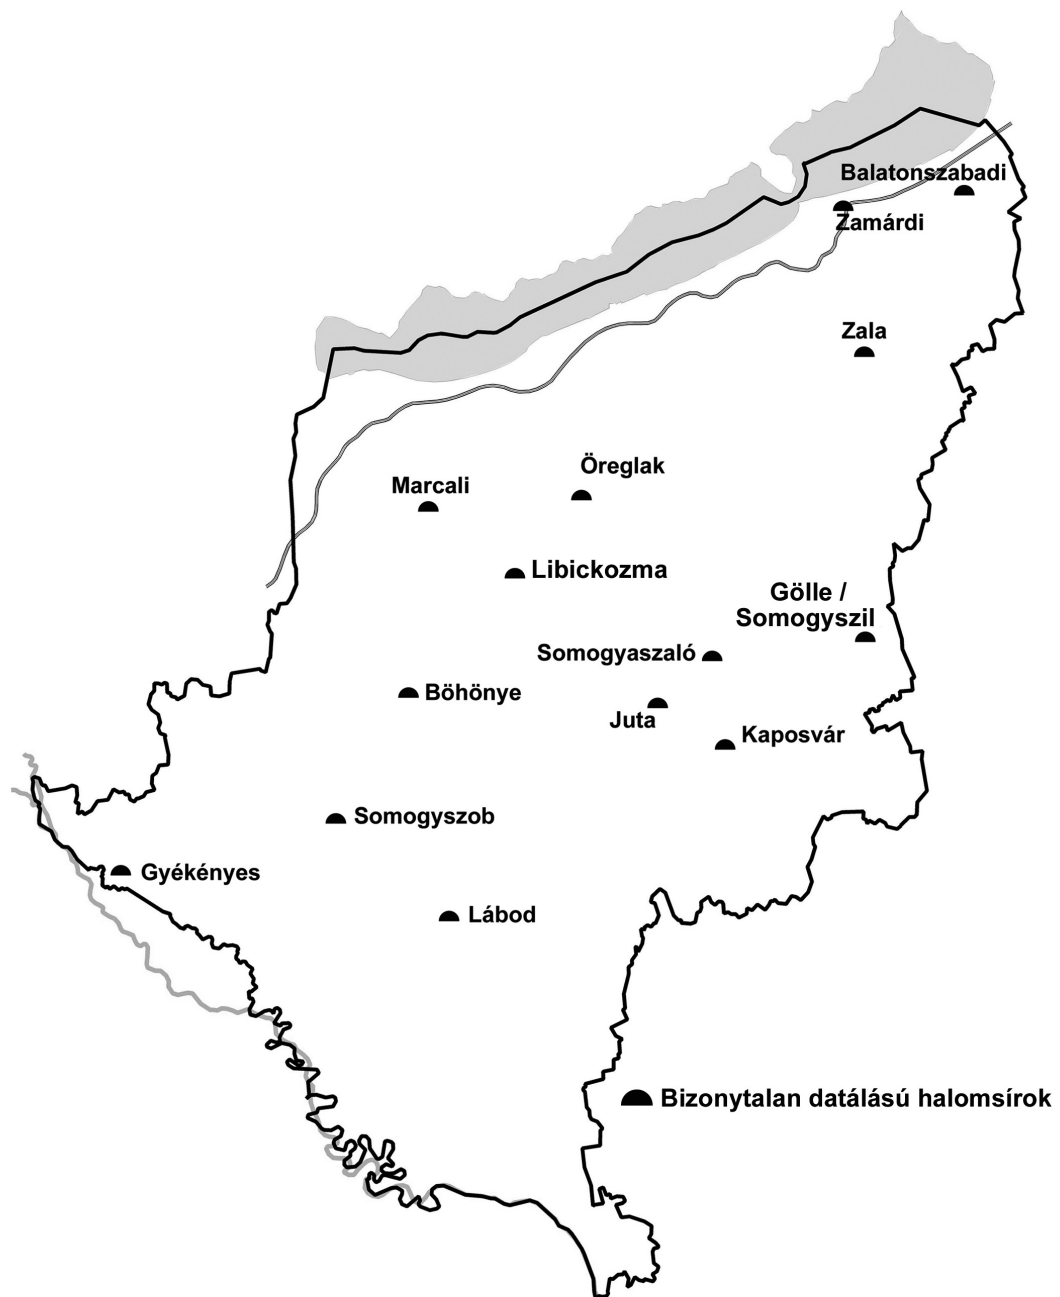 Balatonszabadi
Zamárdi
Zala
Öreglak
Marcali
Libickozma
Gölle /
Somogyszil
Somogyaszaló
Böhönye
Juta
Kaposvár
Somogyszob
Gyékényes
Lábod
Bizonytalan datálású halomsírok